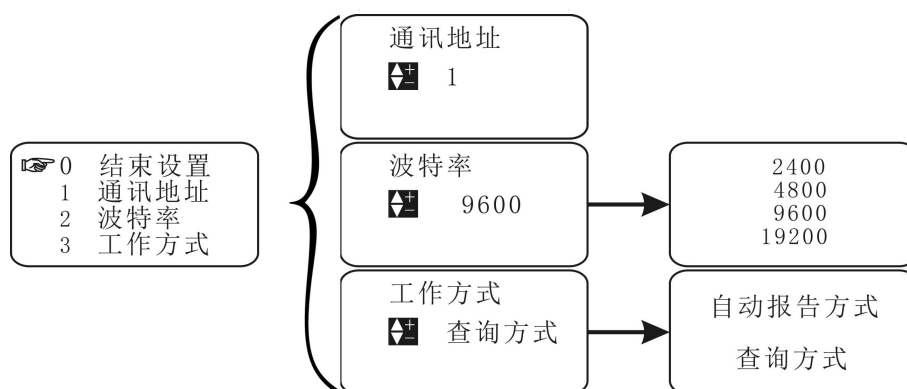 0 结束设置
1 通讯地址
2 波特率
3 工作方式
通讯地址
1
波特率
9600
工作方式
查询方式
2400
4800
9600
19200
自动报告方式
查询方式